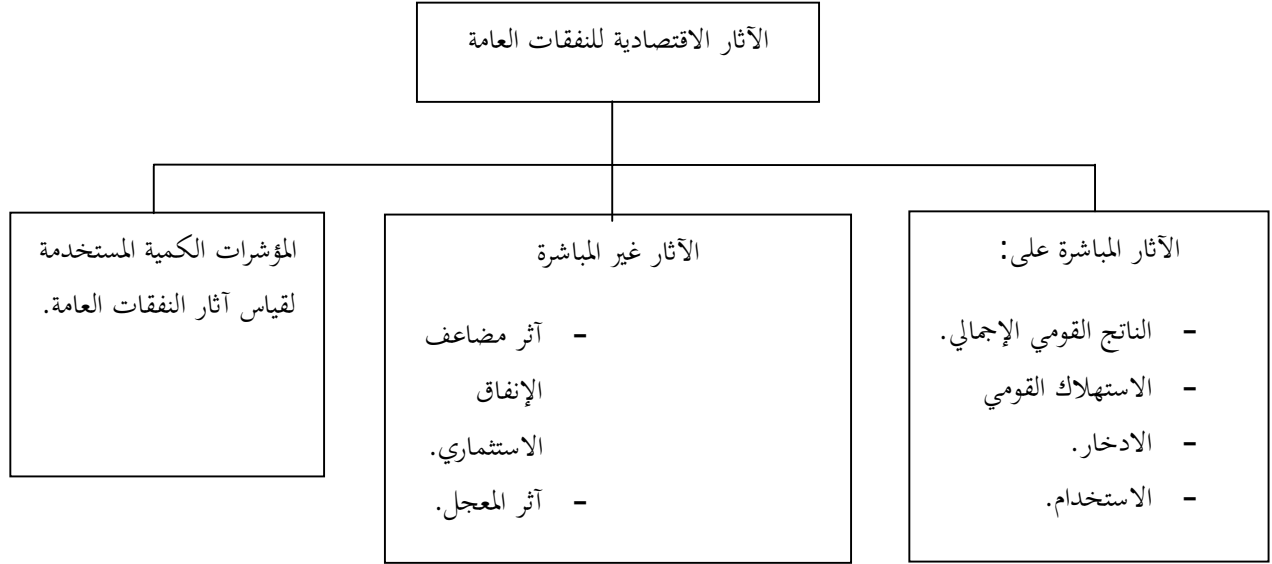 الآثار الاقتصادية للنفقات العامة
الآثار المباشرة على:
- الناتج القومي الإجمالي.
- الاستهلاك القومي
- الادخار.
- الاستخدام.
الآثار غير المباشرة
- آثر مضاعف
الإنفاق
الاستثماري.
- آثر المعجل.
المؤشرات الكمية المستخدمة
لقياس آثار النفقات العامة.